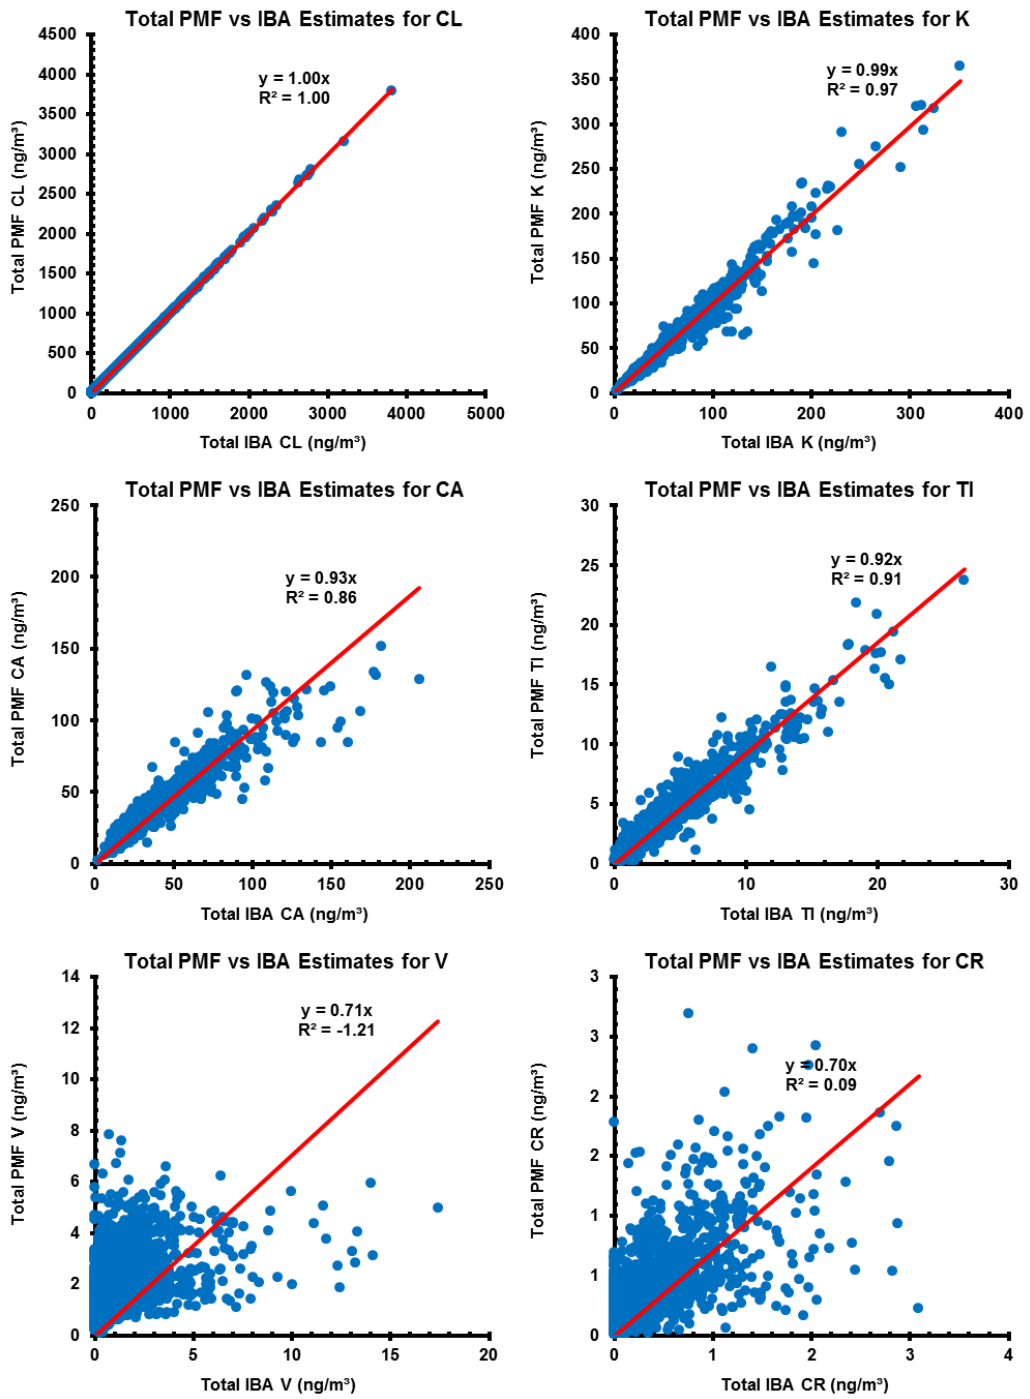 Total PMF vs IBA Estimates for CL
4500
4000
3500
3000
2500
2000
1500
1000
500
0
Total PMF CL (ng/m³)
y = 1.00x
R² = 1.00
0 1000 2000 3000 4000 5000
Total IBA CL (ng/m³)
Total PMF vs IBA Estimates for K
400
350
300
250
200
150
100
50
0
Total PMF K (ng/m³)
y = 0.99x
R² = 0.97
0 100 200 300 400
Total IBA K (ng/m³)
Total PMF vs IBA Estimates for CA
250
200
150
100
50
0
Total PMF CA (ng/m³)
y = 0.93x
R² = 0.86
0 50 100 150 200 250
Total IBA CA (ng/m³)
Total PMF vs IBA Estimates for TI
30
25
20
15
10
5
0
Total PMF TI (ng/m³)
y = 0.92x
R² = 0.91
0 10 20 30
Total IBA TI (ng/m³)
Total PMF vs IBA Estimates for V
14
12
10
8
6
4
2
0
Total PMF V (ng/m³)
y = 0.71x
R² = -1.21
0 5 10 15 20
Total IBA V (ng/m³)
Total PMF vs IBA Estimates for CR
3
3
2
2
1
1
0
Total PMF CR (ng/m³)
y = 0.70x
R² = 0.09
0 1 2 3 4
Total IBA CR (ng/m³)